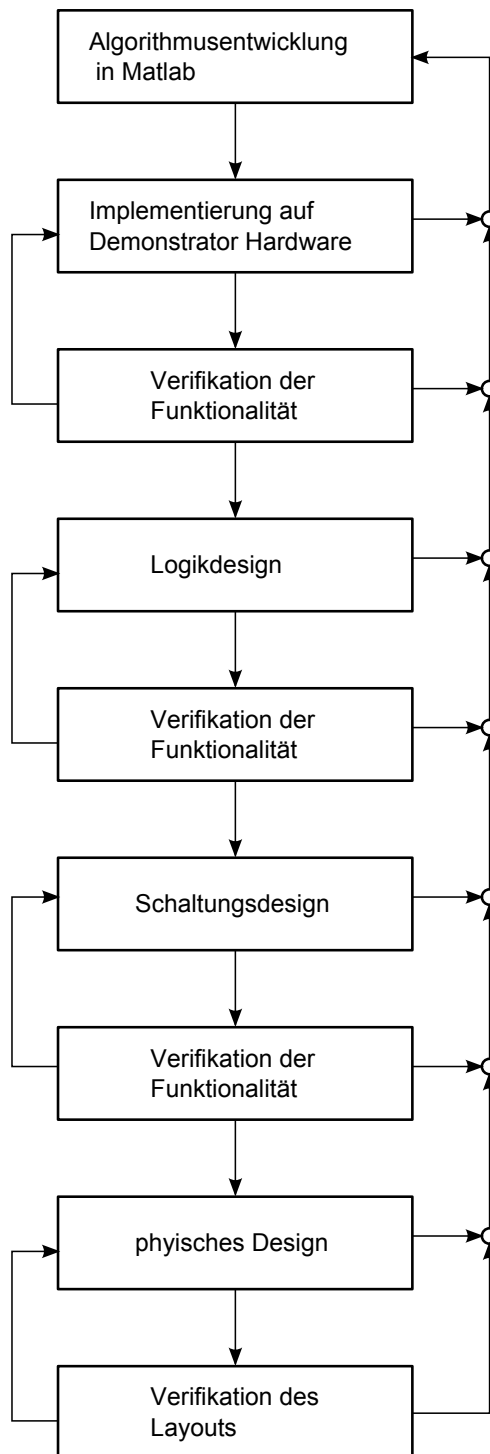 Algorithmusentwicklung
in Matlab
Implementierung auf
Demonstrator Hardware
Verifikation der
Funktionalität
Logikdesign
Verifikation der
Funktionalität
Schaltungsdesign
Verifikation der
Funktionalität
phyisches Design
Verifikation des
Layouts